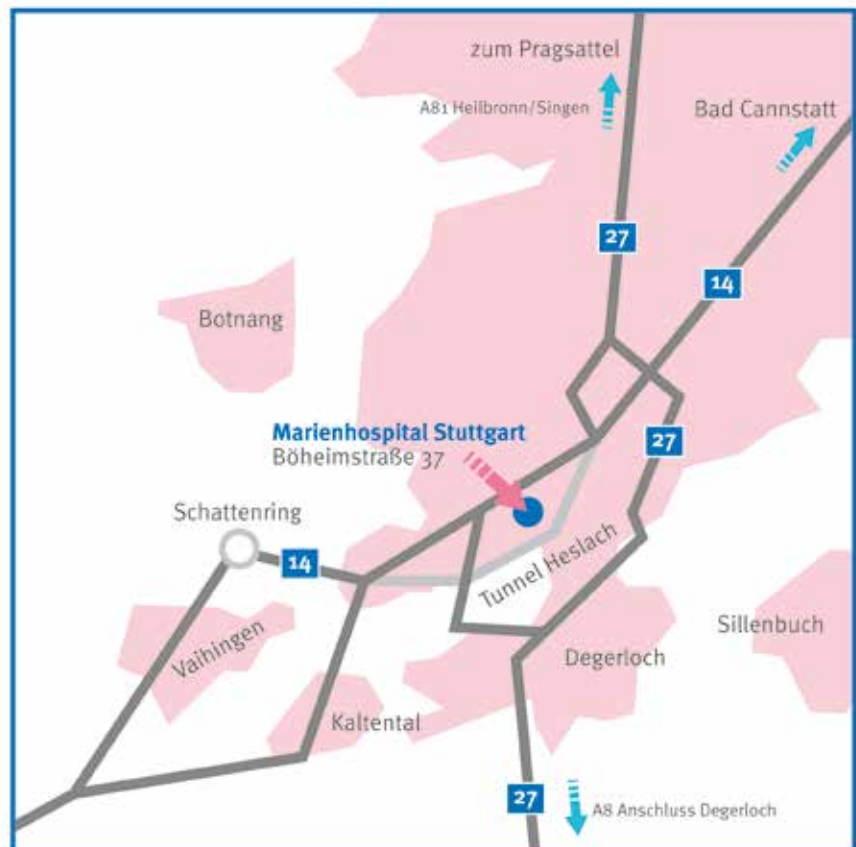 zum Pragsattel
A81 Heilbronn/Singen
Bad Cannstatt
27
14
Botnang
Marienhospital Stuttgart
Böheimstraße 37
27
Schattenring
14
Tunnel Heslach
Vaihingen
Sillenbuch
Degerloch
Kaltental
27
A8 Anschluss Degerloch